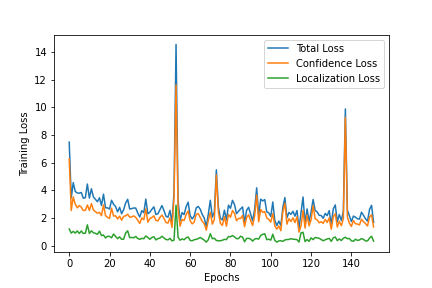 Total Loss
Confidence Loss
Localization Loss
Training Loss
14
12
10
8
6
4
2
0
0 20 40 60 80 100 120 140
Epochs